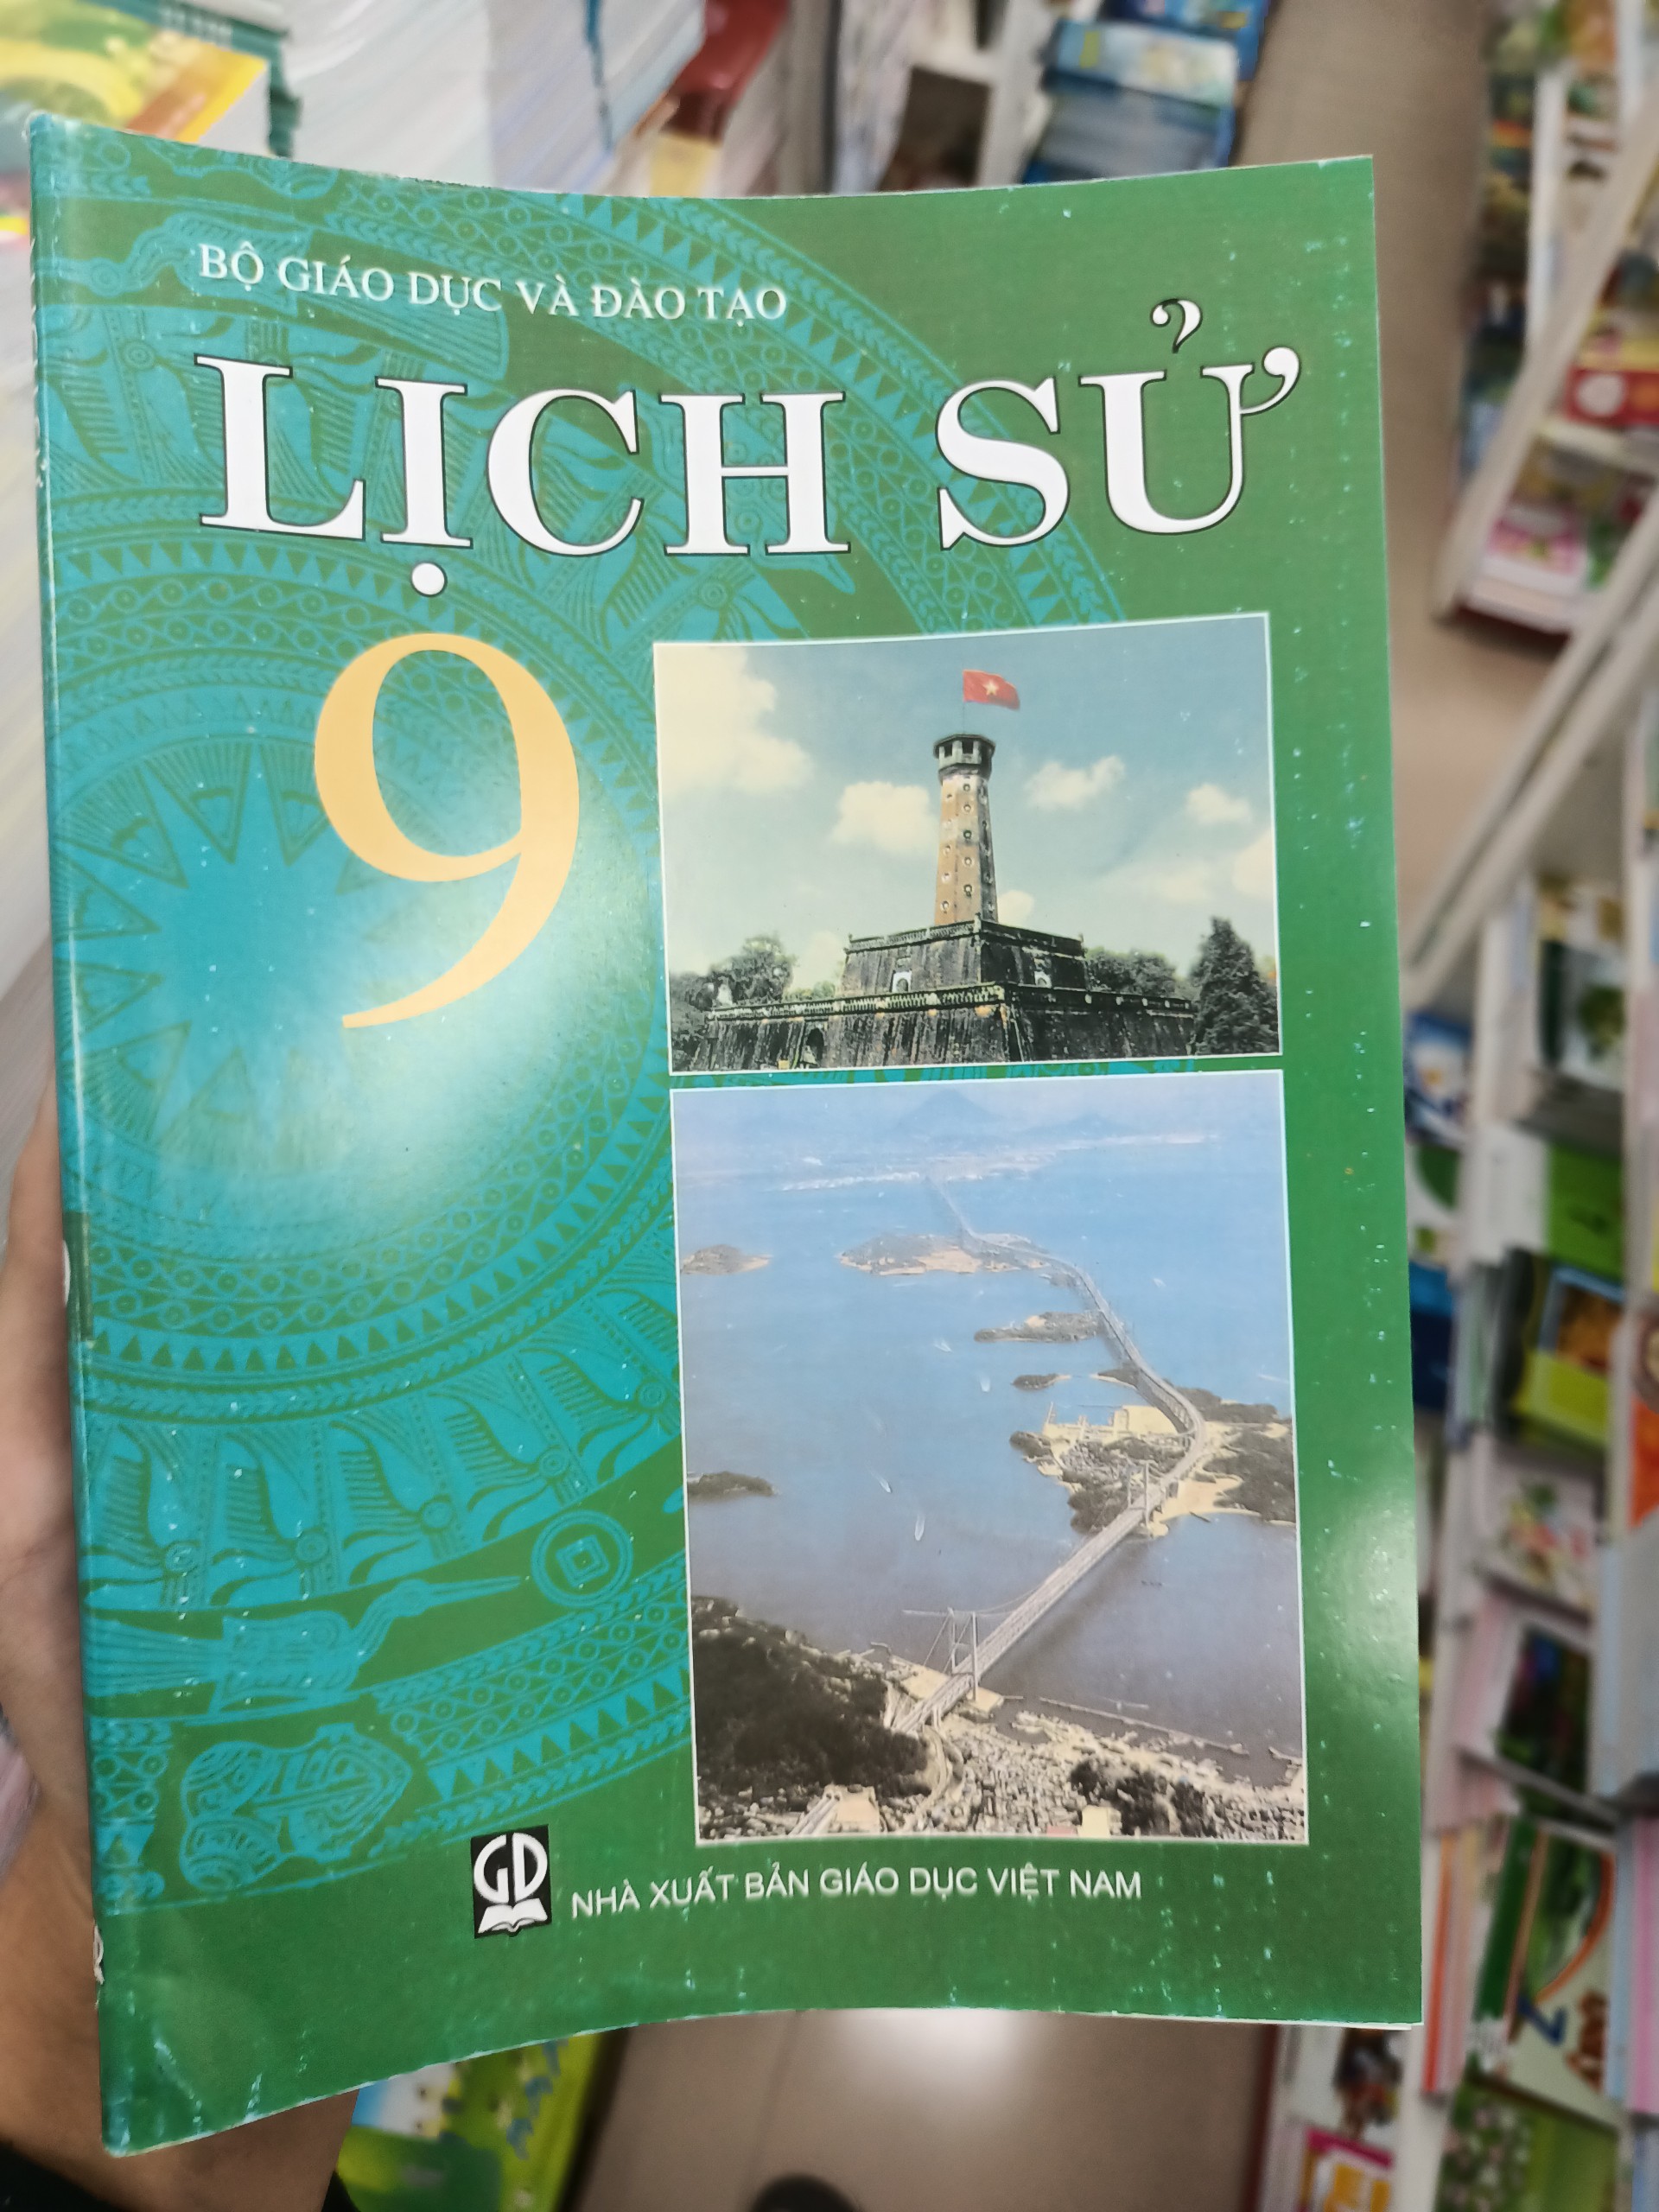 BỘ GIÁO DỤC VÀ ĐÀO TẠO
LỊCH SỬ
9
GD
NHÀ XUẤT BẢN GIÁO DỤC VIỆT NAM